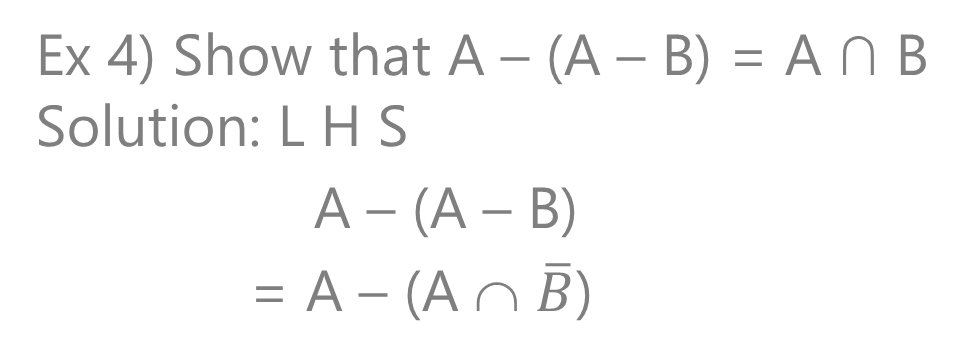 Ex 4) Show that A – (A – B) = A ∩ B
Solution: L H S
A – (A – B)
= A – (A ∩ B̅)